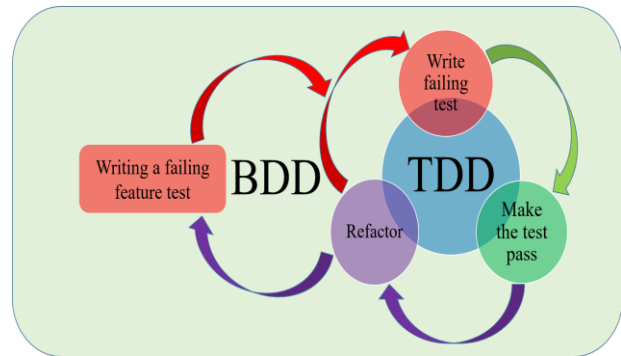 Write
failing
test
Writing a failing
feature test
BDD
TDD
Refactor
Make
the test
pass